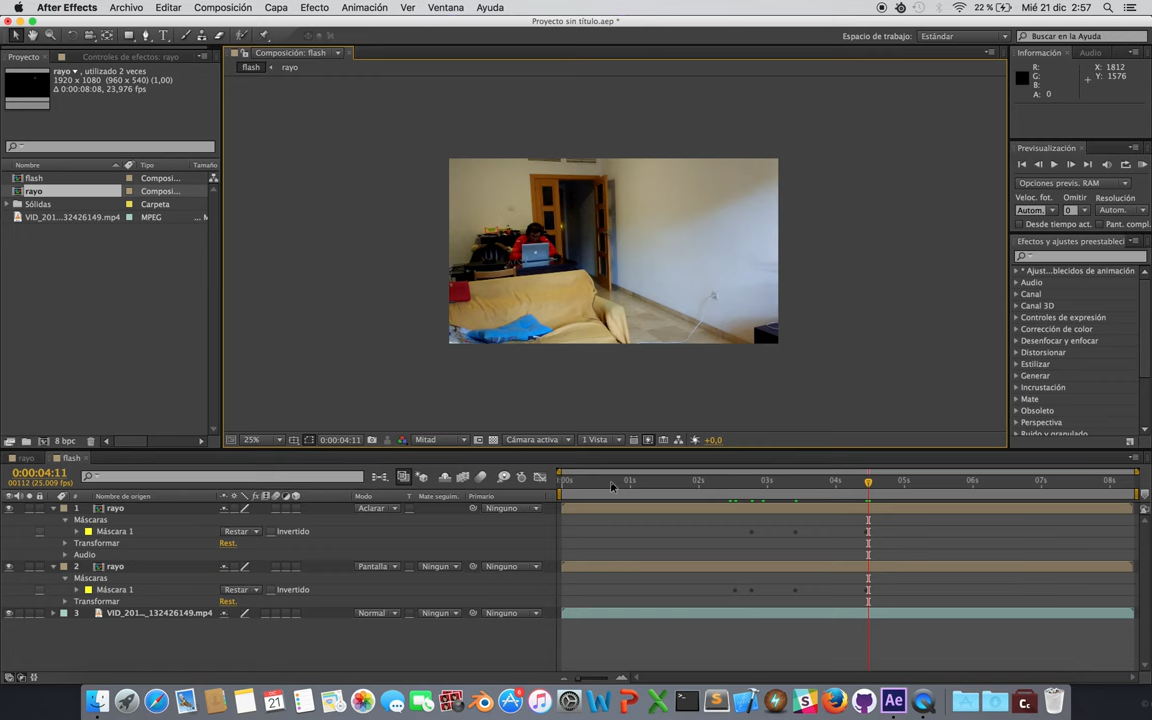 After Effects Archivo Edición Composición Capa Efecto Animación Ver Ventana Ayuda 22 % Mié 21 dic 2:57
Proyecto sin título.aep *
Espacio de trabajo: Estándar Buscar en la Ayuda
Proyecto Controles de efectos: rayo Composición: flash Información Audio
rayo ▾, utilizado 2 veces
1920 x 1080 (960 x 540) (1,00)
Δ 0:00:08:08, 23,976 fps
flash rayo
R: X: 1812
G: Y: 1576
B:
A: 0
Previsualización
Nombre Tipo Tamaño
flash Composi...
rayo Composi...
Sólidas Carpeta
VID_201...32426149.mp4 MPEG
Opciones previs. RAM
Veloc. fot. Omitir Resolución
Autom. 0 Autom.
Desde tiempo act. Pant. compl.
Efectos y ajustes preestableci
* Ajust...blecidos de animación
Audio
Canal
Canal 3D
Controles de expresión
Corrección de color
Desenfocar y enfocar
Distorsionar
Estilizar
Generar
Incrustación
Mate
Obsoleto
Perspectiva
Ruido y granulado
8 bpc 25% 0:00:04:11 Mitad Cámara activa 1 Vista +0,0
rayo flash
0:00:04:11
00112 (25.009 fps)
:00s 01s 02s 03s 04s 05s 06s 07s 08s
# Nombre de origen Modo T Mate seguim. Primario
1 rayo Aclarar Ninguno
Máscaras
Máscara 1 Restar Invertido
Transformar Rest.
Audio
2 rayo Pantalla Ningun Ninguno
Máscaras
Máscara 1 Restar Invertido
Transformar Rest.
3 VID_201..._132426149.mp4 Normal Ningun Ninguno